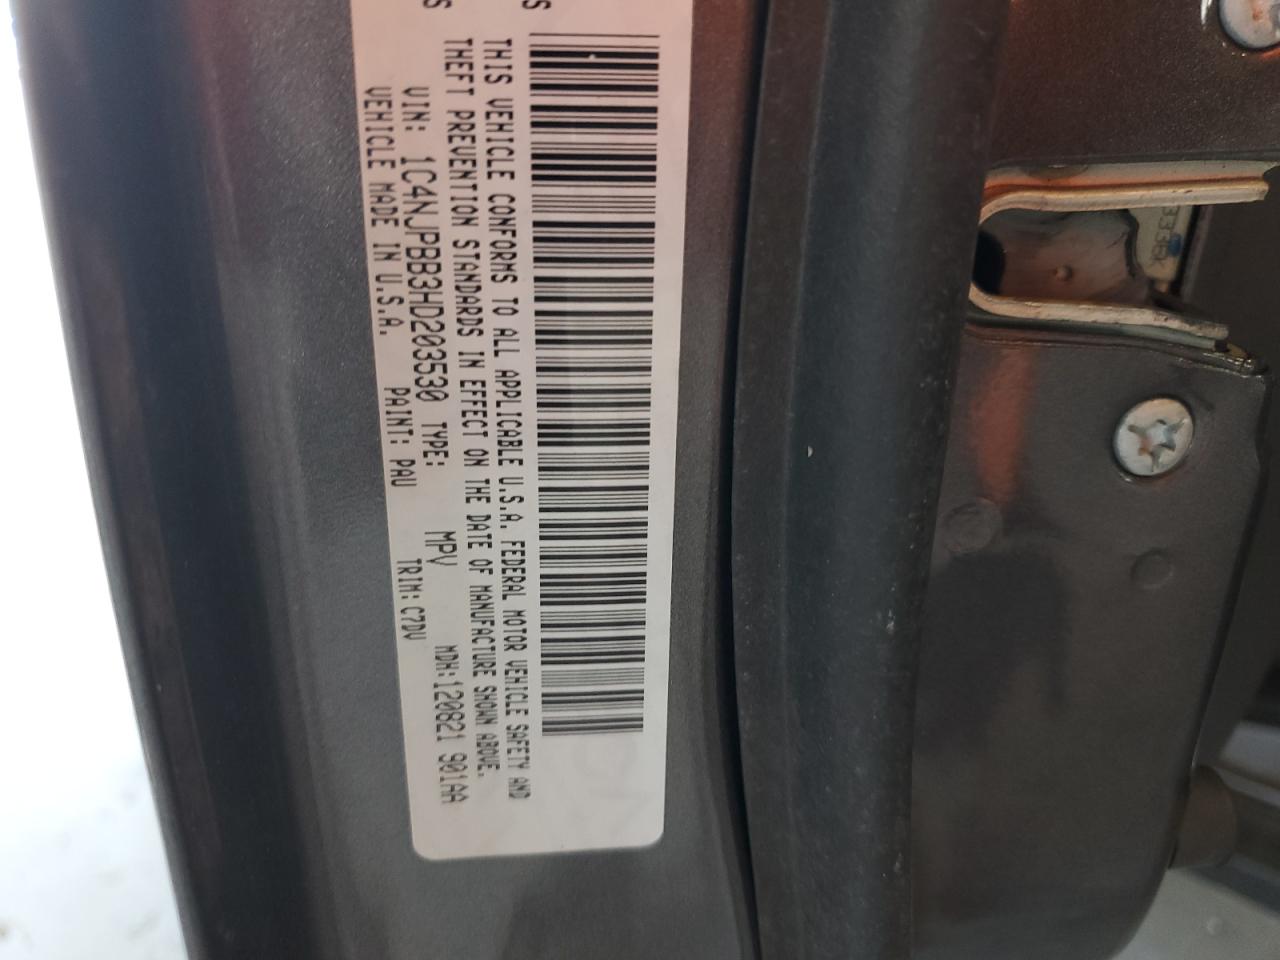 THIS VEHICLE CONFORMS TO ALL APPLICABLE U.S.A. FEDERAL MOTOR VEHICLE SAFETY AND
THEFT PREVENTION STANDARDS IN EFFECT ON THE DATE OF MANUFACTURE SHOWN ABOVE.
VIN: 1C4NJPBB3HD203530 TYPE: MPV MDH:120821 901AA
VEHICLE MADE IN U.S.A. PAINT: PAU TRIM: C7DV